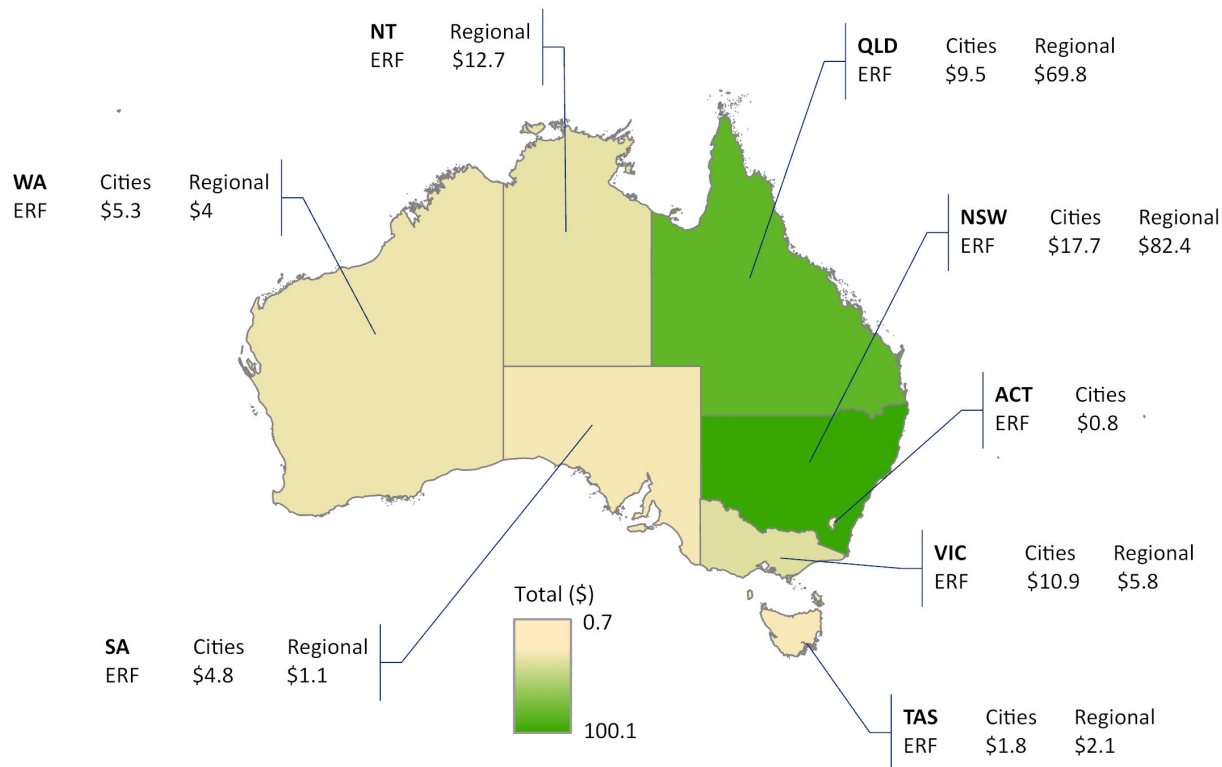 NT Regional
ERF $12.7
QLD Cities Regional
ERF $9.5 $69.8
WA Cities Regional
ERF $5.3 $4
NSW Cities Regional
ERF $17.7 $82.4
ACT Cities
ERF $0.8
VIC Cities Regional
ERF $10.9 $5.8
Total ($)
0.7
100.1
SA Cities Regional
ERF $4.8 $1.1
TAS Cities Regional
ERF $1.8 $2.1